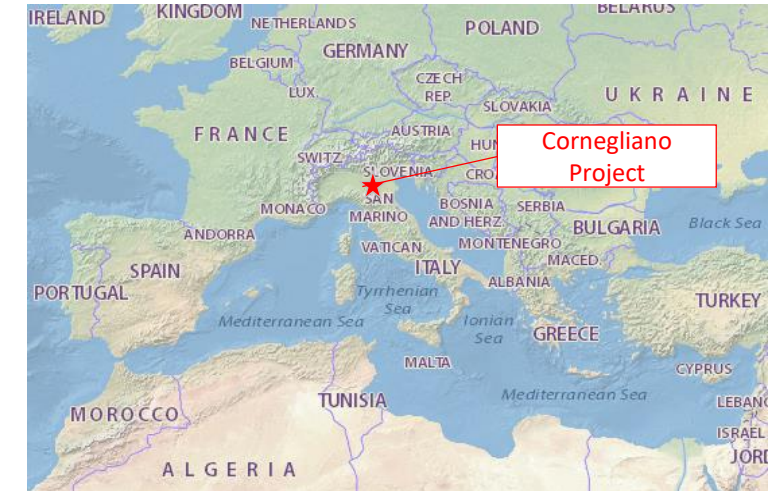 IRELAND
KINGDOM
NETHERLANDS
BELARUS
POLAND
GERMANY
BELGIUM
CZECH
REP.
LUX.
SLOVAKIA
UKRAINE
FRANCE
AUSTRIA
HUN
Cornegliano
Project
SWITZ.
SLOVENIA
CRO
SAN
MARINO
MONACO
BOSNIA
AND HERZ.
SERBIA
BULGARIA
Black Sea
ANDORRA
VATICAN
MONTENEGRO
MACED.
ITALY
ALBANIA
SPAIN
PORTUGAL
Tyrrhenian
Sea
TURKEY
Mediterranean Sea
Ionian
Sea
GREECE
MALTA
CYPRUS
TUNISIA
Mediterranean Sea
LEBANO
MOROCCO
ISRAEL
JORD
ALGERIA